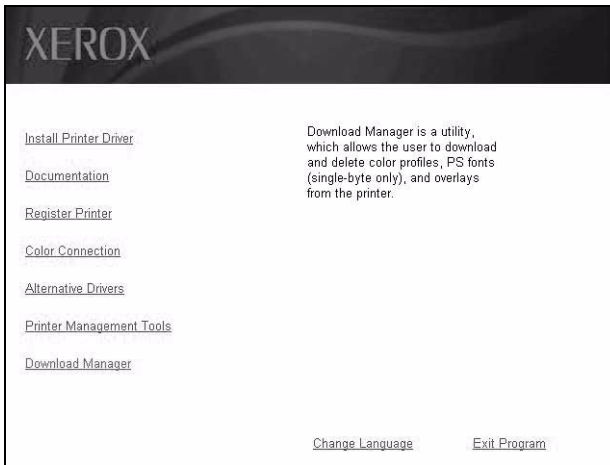 XEROX
Install Printer Driver
Documentation
Register Printer
Color Connection
Alternative Drivers
Printer Management Tools
Download Manager
Download Manager is a utility,
which allows the user to download
and delete color profiles, PS fonts
(single-byte only), and overlays
from the printer.
Change Language
Exit Program